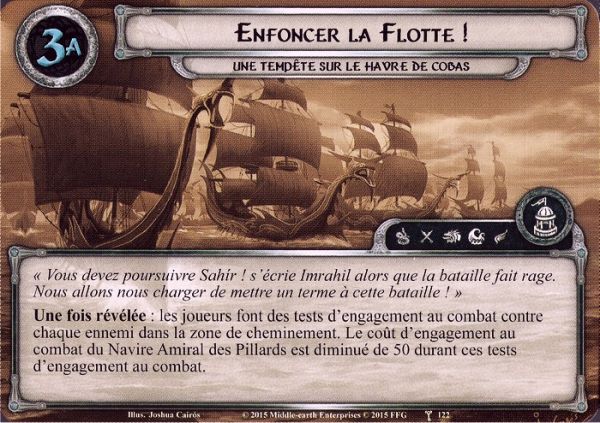 3A
Enfoncer la Flotte !
Une tempête sur le Havre de Cobas
« Vous devez poursuivre Sahír ! s’écrie Imrahil alors que la bataille fait rage.
Nous allons nous charger de mettre un terme à cette bataille ! »
Une fois révélée : les joueurs font des tests d’engagement au combat contre
chaque ennemi dans la zone de cheminement. Le coût d’engagement au
combat du Navire Amiral des Pillards est diminué de 50 durant ces tests
d’engagement au combat.
Illus. Joshua Cairós © 2015 Middle-earth Enterprises © 2015 FFG 122